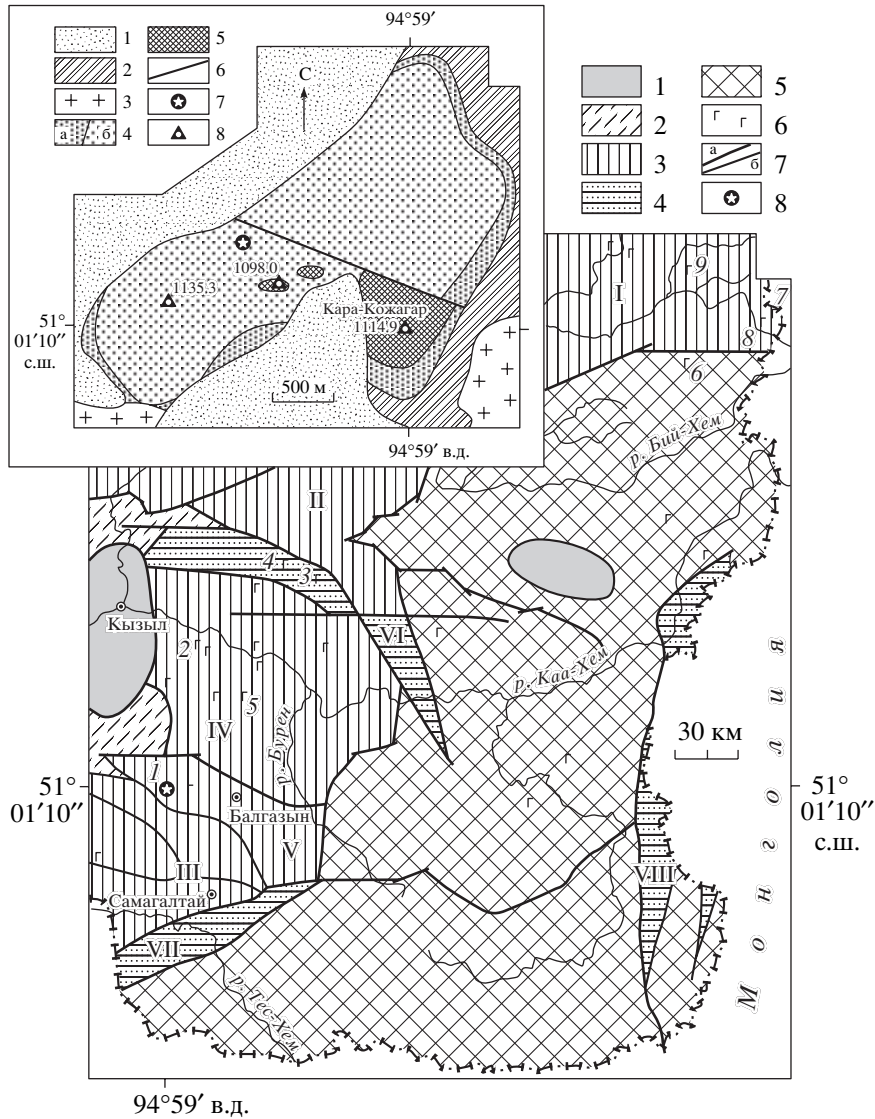 94°59′
1
5
2
6
3
7
а
б
4
8
С
1135,3
1098,0
Кара-Кожагар
1114,9
51°
01′10″
с.ш.
500 м
94°59′ в.д.
1
5
2
6
3
а
б
7
4
8
I
9
7
8
6
р. Бий-Хем
II
4
3
VI
Кызыл
2
р. Каа-Хем
5
IV
р. Бурен
30 км
Монголия
1
51°
01′10″
Балгазын
51°
01′10″
с.ш.
V
III
VIII
Самагалтай
VII
р. Тес-Хем
94°59′ в.д.